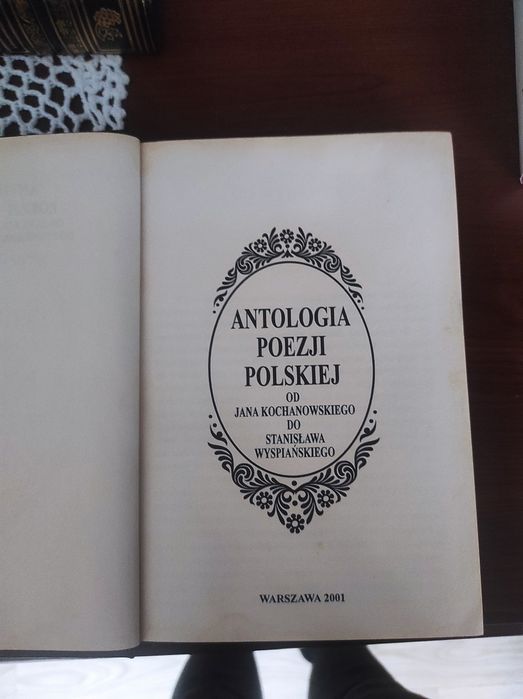 ANTOLOGIA
POEZJI
POLSKIEJ
OD
JANA KOCHANOWSKIEGO
DO
STANISŁAWA
WYSPIAŃSKIEGO
WARSZAWA 2001